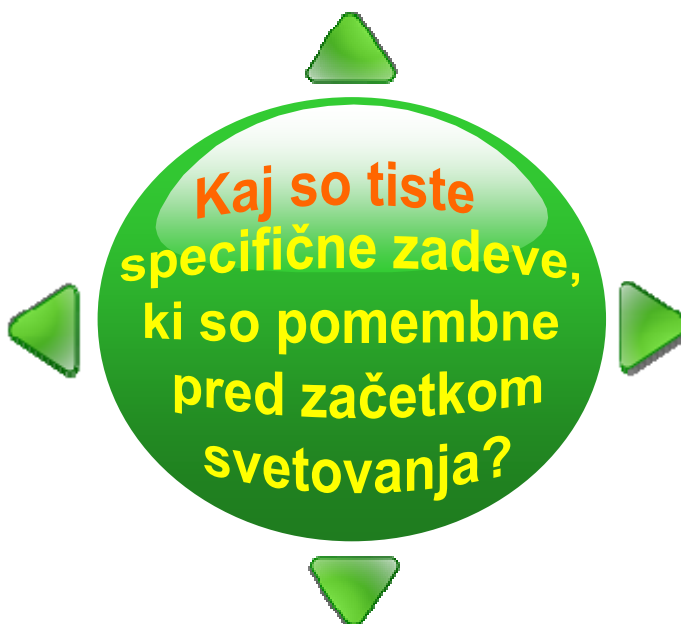 Kaj so tiste
specifične zadeve,
ki so pomembne
pred začetkom
svetovanja?